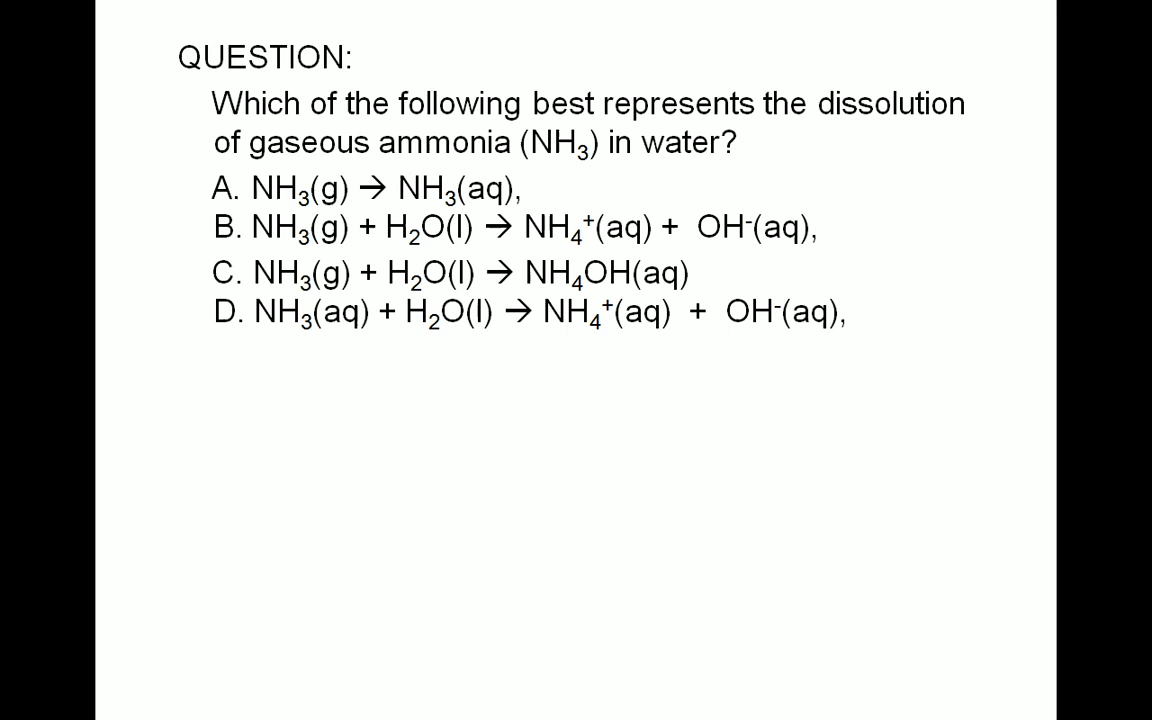 QUESTION:
Which of the following best represents the dissolution
of gaseous ammonia (NH₃) in water?
A. NH₃(g) → NH₃(aq),
B. NH₃(g) + H₂O(l) → NH₄⁺(aq) + OH⁻(aq),
C. NH₃(g) + H₂O(l) → NH₄OH(aq)
D. NH₃(aq) + H₂O(l) → NH₄⁺(aq) + OH⁻(aq),